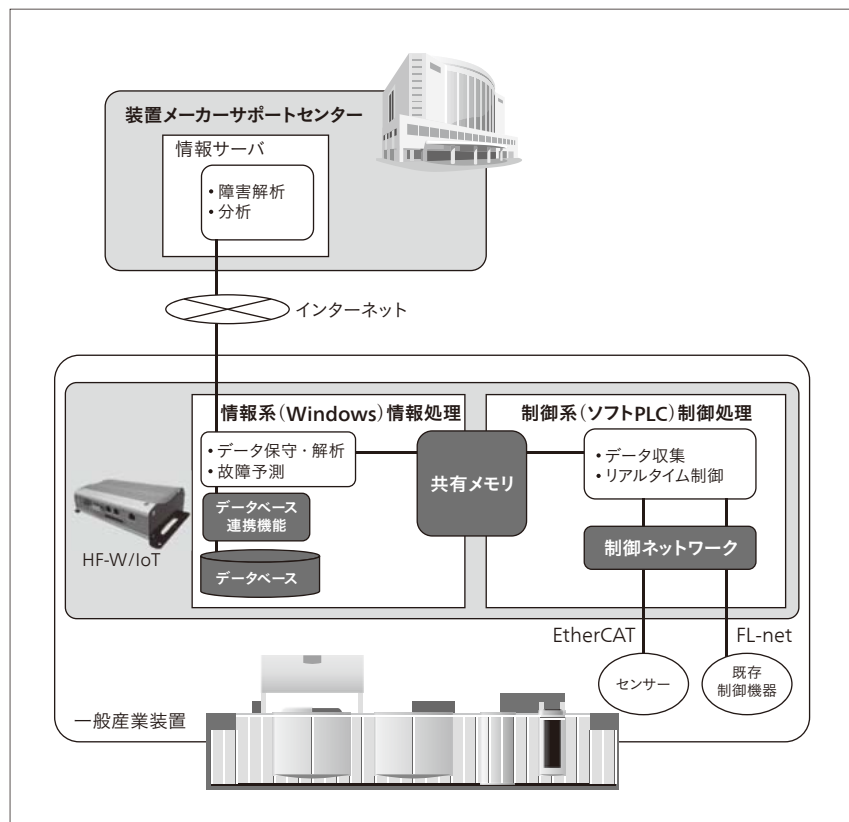 装置メーカーサポートセンター
情報サーバ
• 障害解析
• 分析
インターネット
情報系（Windows）情報処理
• データ保守・解析
• 故障予測
データベース
連携機能
データベース
HF-W/IoT
共有メモリ
制御系（ソフトPLC）制御処理
• データ収集
• リアルタイム制御
制御ネットワーク
EtherCAT
FL-net
センサー
既存
制御機器
一般産業装置